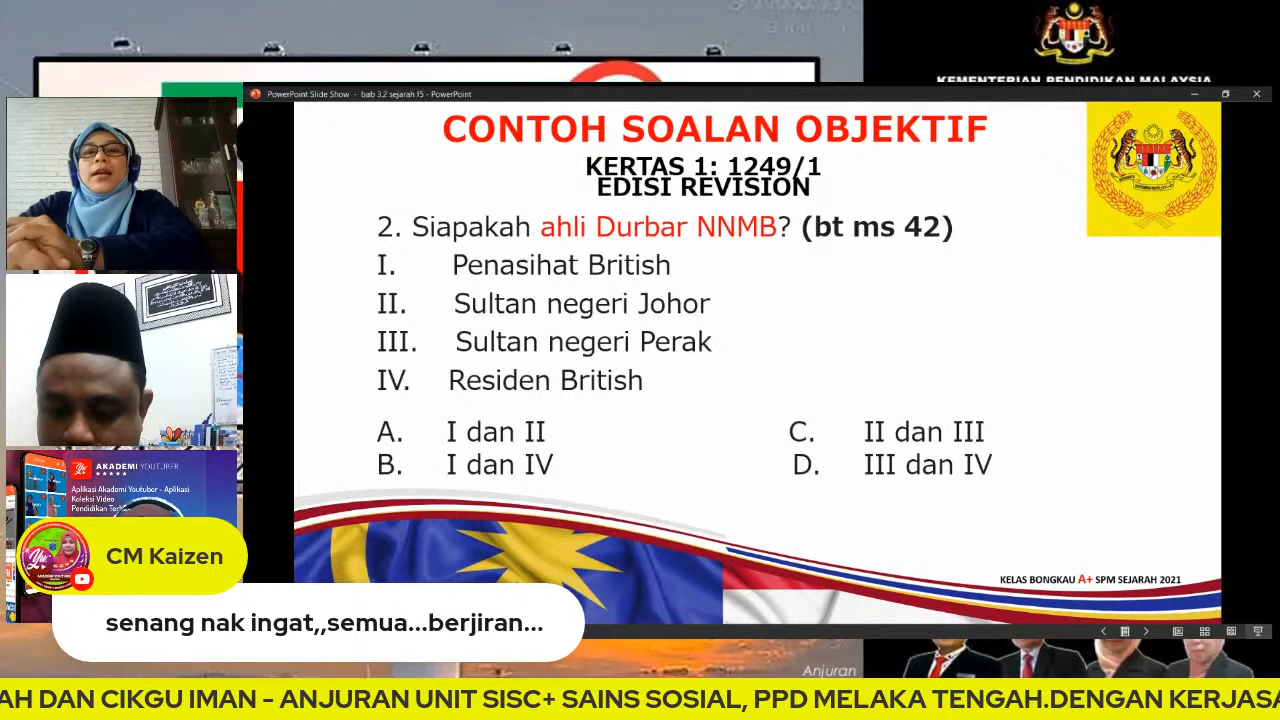 KEMENTERIAN PENDIDIKAN MALAYSIA
PowerPoint Slide Show - bab 3.2 sejarah f5 - PowerPoint
CONTOH SOALAN OBJEKTIF
KERTAS 1: 1249/1
EDISI REVISION
2. Siapakah ahli Durbar NNMB? (bt ms 42)
I. Penasihat British
II. Sultan negeri Johor
III. Sultan negeri Perak
IV. Residen British
A. I dan II
C. II dan III
B. I dan IV
D. III dan IV
KELAS BONGKAU A+ SPM SEJARAH 2021
AKADEMI YOUTUBER
Aplikasi Akademi Youtuber - Aplikasi
Koleksi Video
Pendidikan
CM Kaizen
senang nak ingat,,semua...berjiran...
Anjuran
AH DAN CIKGU IMAN - ANJURAN UNIT SISC+ SAINS SOSIAL, PPD MELAKA TENGAH.DENGAN KERJASA